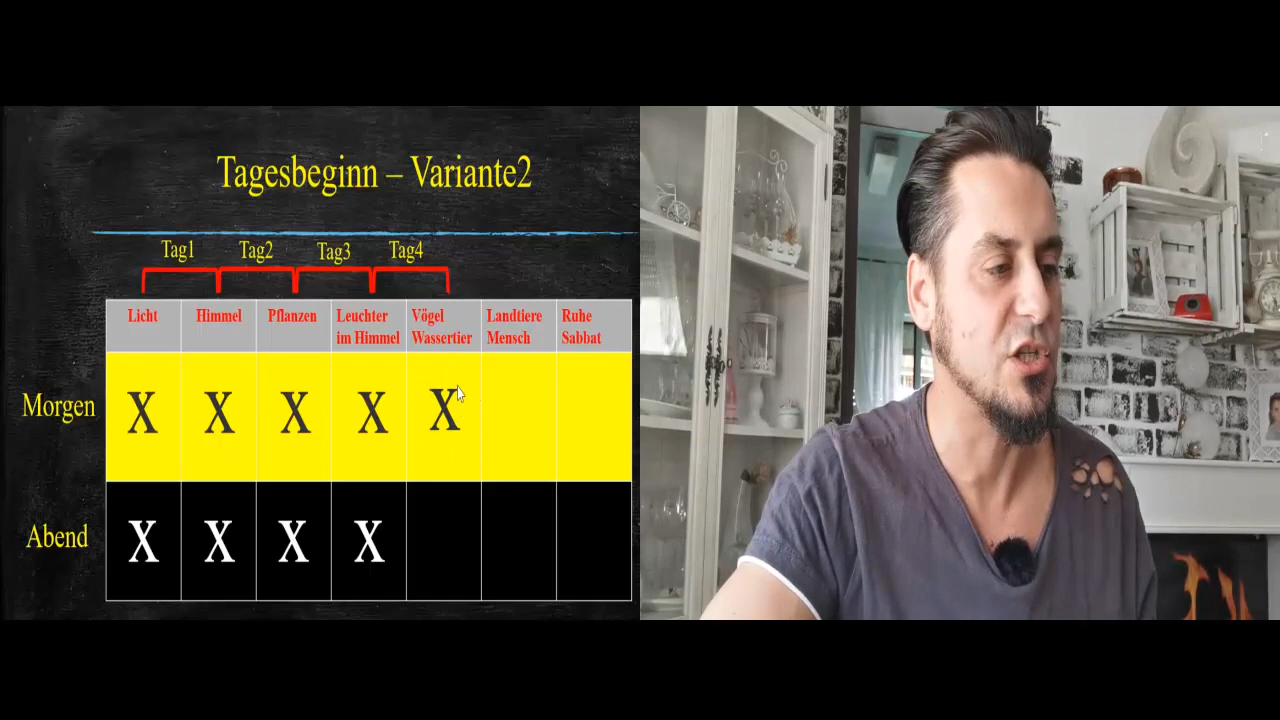 Tagesbeginn – Variante2
Tag1 Tag2 Tag3 Tag4
Licht Himmel Pflanzen Leuchter im Himmel Vögel Wassertier Landtiere Mensch Ruhe Sabbat
Morgen X X X X X
Abend X X X X